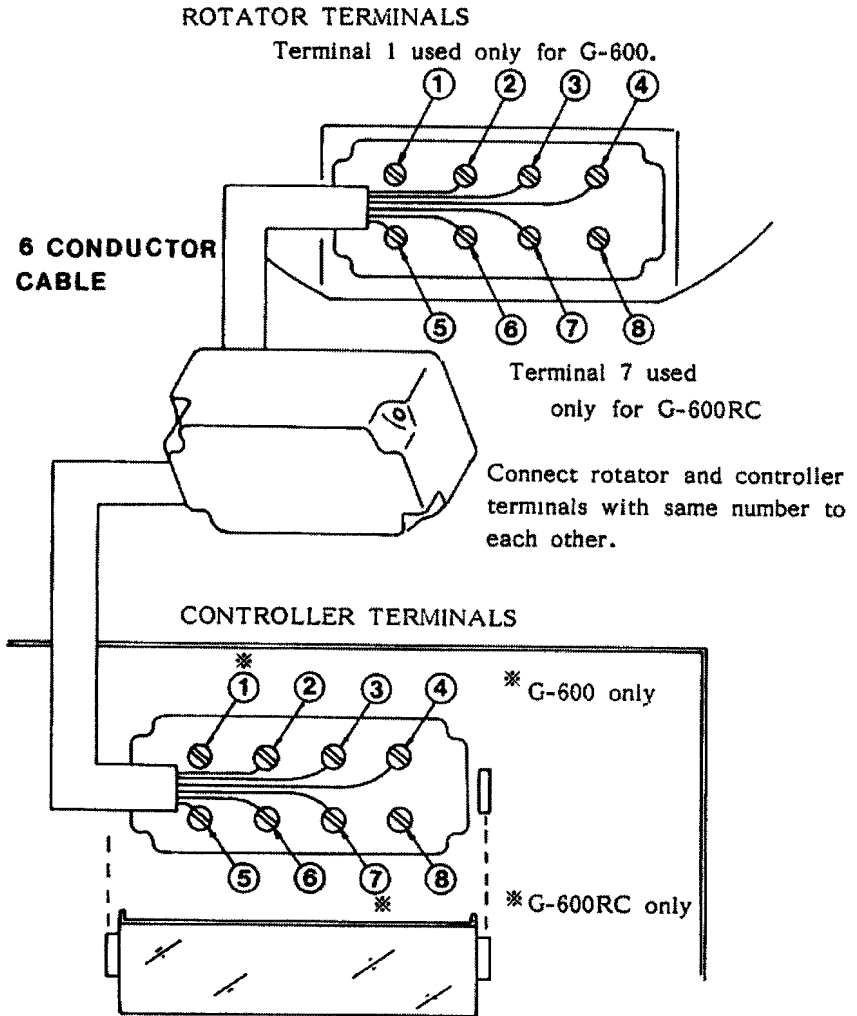 ROTATOR TERMINALS
Terminal 1 used only for G-600.
① ② ③ ④
6 CONDUCTOR
CABLE
⑤ ⑥ ⑦ ⑧
Terminal 7 used
only for G-600RC
Connect rotator and controller
terminals with same number to
each other.
CONTROLLER TERMINALS
※
① ② ③ ④
※ G-600 only
⑤ ⑥ ⑦ ⑧
※
※ G-600RC only